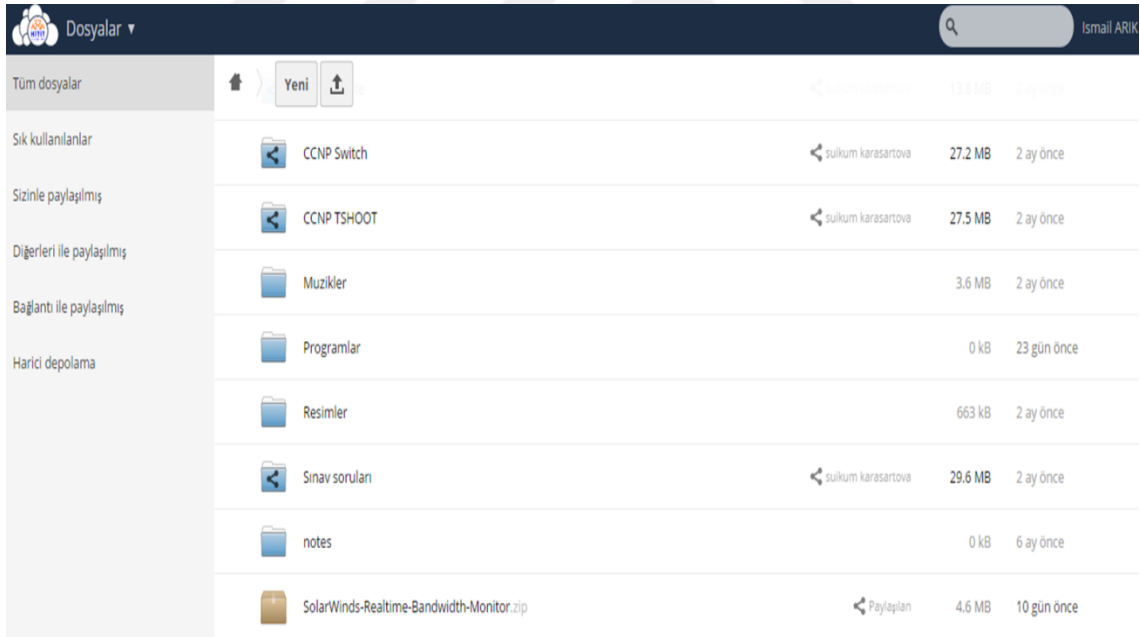 HITIT
Dosyalar ▼
Ismail ARIK
Tüm dosyalar
Sık kullanılanlar
Sizinle paylaşılmış
Diğerleri ile paylaşılmış
Bağlantı ile paylaşılmış
Harici depolama
Yeni
13.8 MB
CCNP Switch suikum karasartova 27.2 MB 2 ay önce
CCNP TSHOOT suikum karasartova 27.5 MB 2 ay önce
Muzikler 3.6 MB 2 ay önce
Programlar 0 kB 23 gün önce
Resimler 663 kB 2 ay önce
Sınav soruları suikum karasartova 29.6 MB 2 ay önce
notes 0 kB 6 ay önce
SolarWinds-Realtime-Bandwidth-Monitor.zip Paylaşılan 4.6 MB 10 gün önce